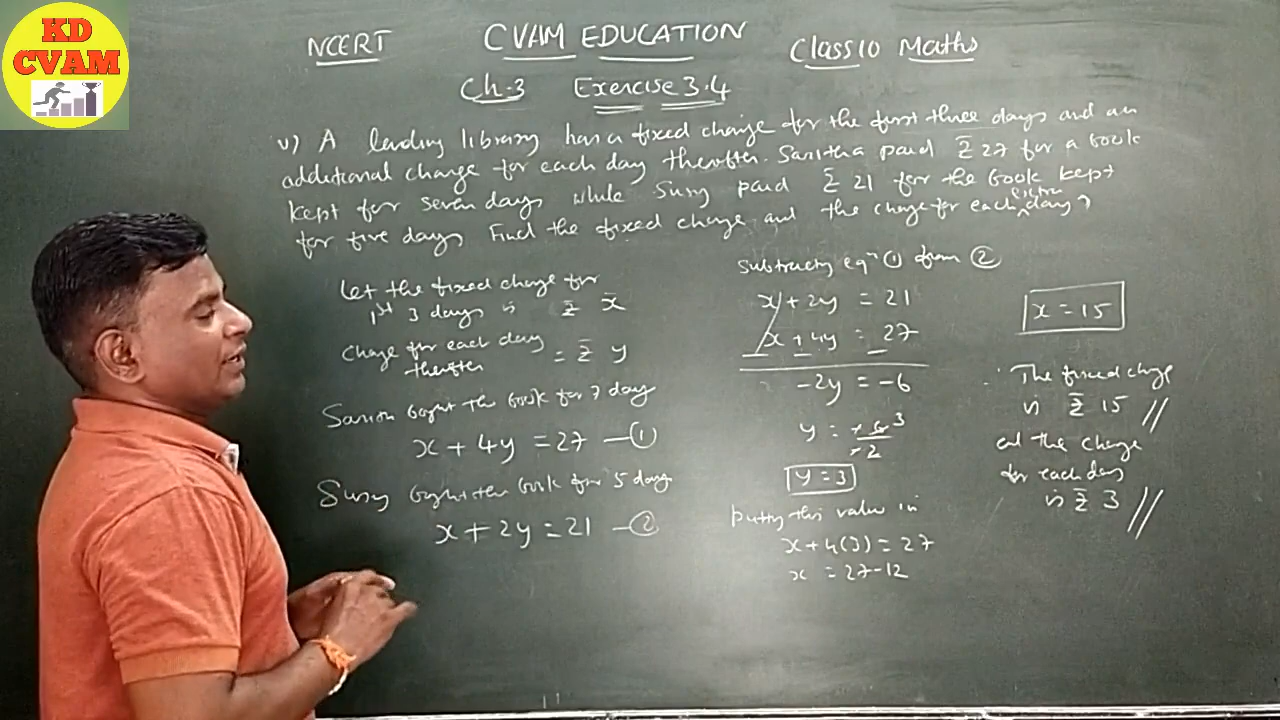 KD
CVAM
NCERT
CVAM EDUCATION
Class 10 Maths
Ch-3 Exercise 3.4
v) A lending library has a fixed charge for the first three days and an
additional charge for each day thereafter. Saritha paid ₹ 27 for a book
kept for seven days while Susy paid ₹ 21 for the book kept
for five days. Find the fixed charge and the charge for each extra day?
Let the fixed charge for
1st 3 days is ₹ x
Charge for each day
thereafter = ₹ y
book for 7 days
x + 4y = 27 — ①
Susy book for 5 days
x + 2y = 21 — ②
Subtracting eqn ① from ②
x + 2y = 21
x + 4y = 27
-2y = -6
y = -6 3
-2
y = 3
putting this value in
x + 4(3) = 27
x = 27-12
x = 15
∴ The fixed charge
is ₹ 15 //
and the charge
for each day
is ₹ 3 //